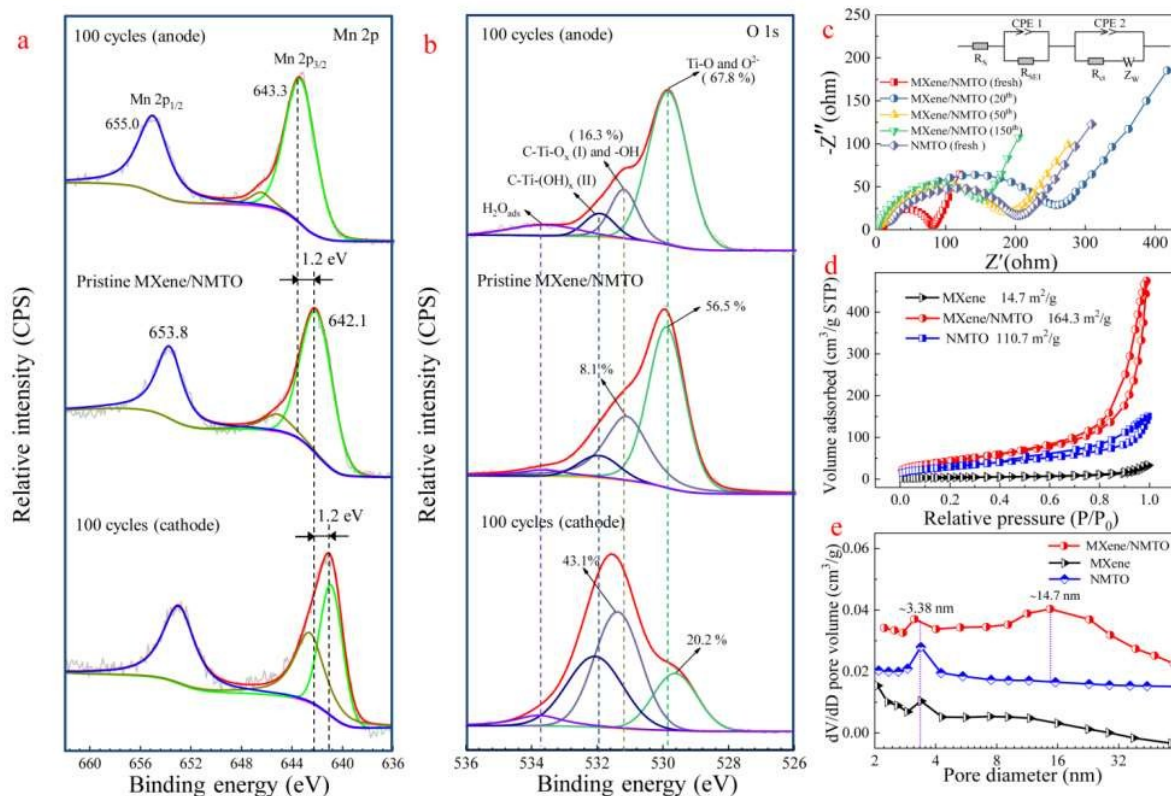 a
100 cycles (anode)
Mn 2p
Mn 2p3/2
643.3
Mn 2p1/2
655.0
1.2 eV
Pristine MXene/NMTO
653.8
642.1
100 cycles (cathode)
1.2 eV
Relative intensity (CPS)
Relative intensity (CPS)
660 656 652 648 644 640 636
Binding energy (eV)
b
100 cycles (anode)
O 1s
Ti-O and O2-
( 67.8 %)
( 16.3 %)
C-Ti-Ox (I) and -OH
C-Ti-(OH)x (II)
H2Oads
Pristine MXene/NMTO
56.5 %
8.1 %
100 cycles (cathode)
43.1%
20.2 %
Relative intensity (CPS)
Relative intensity (CPS)
536 534 532 530 528 526
Binding energy (eV)
c
250
200
150
100
50
0
-Z″ (ohm)
CPE 1
CPE 2
RSEI
ZW
MXene/NMTO (fresh)
MXene/NMTO (20th)
MXene/NMTO (50th)
MXene/NMTO (150th)
NMTO (fresh )
0 100 200 300 400
Z′(ohm)
d
Volume adsorbed (cm3/g STP)
400
300
200
100
0
MXene 14.7 m2/g
MXene/NMTO 164.3 m2/g
NMTO 110.7 m2/g
0.0 0.2 0.4 0.6 0.8 1.0
Relative pressure (P/P0)
e
dV/dD pore volume (cm3/g)
0.06
0.04
0.02
0.00
MXene/NMTO
MXene
NMTO
~3.38 nm
~14.7 nm
2 4 8 16 32
Pore diameter (nm)